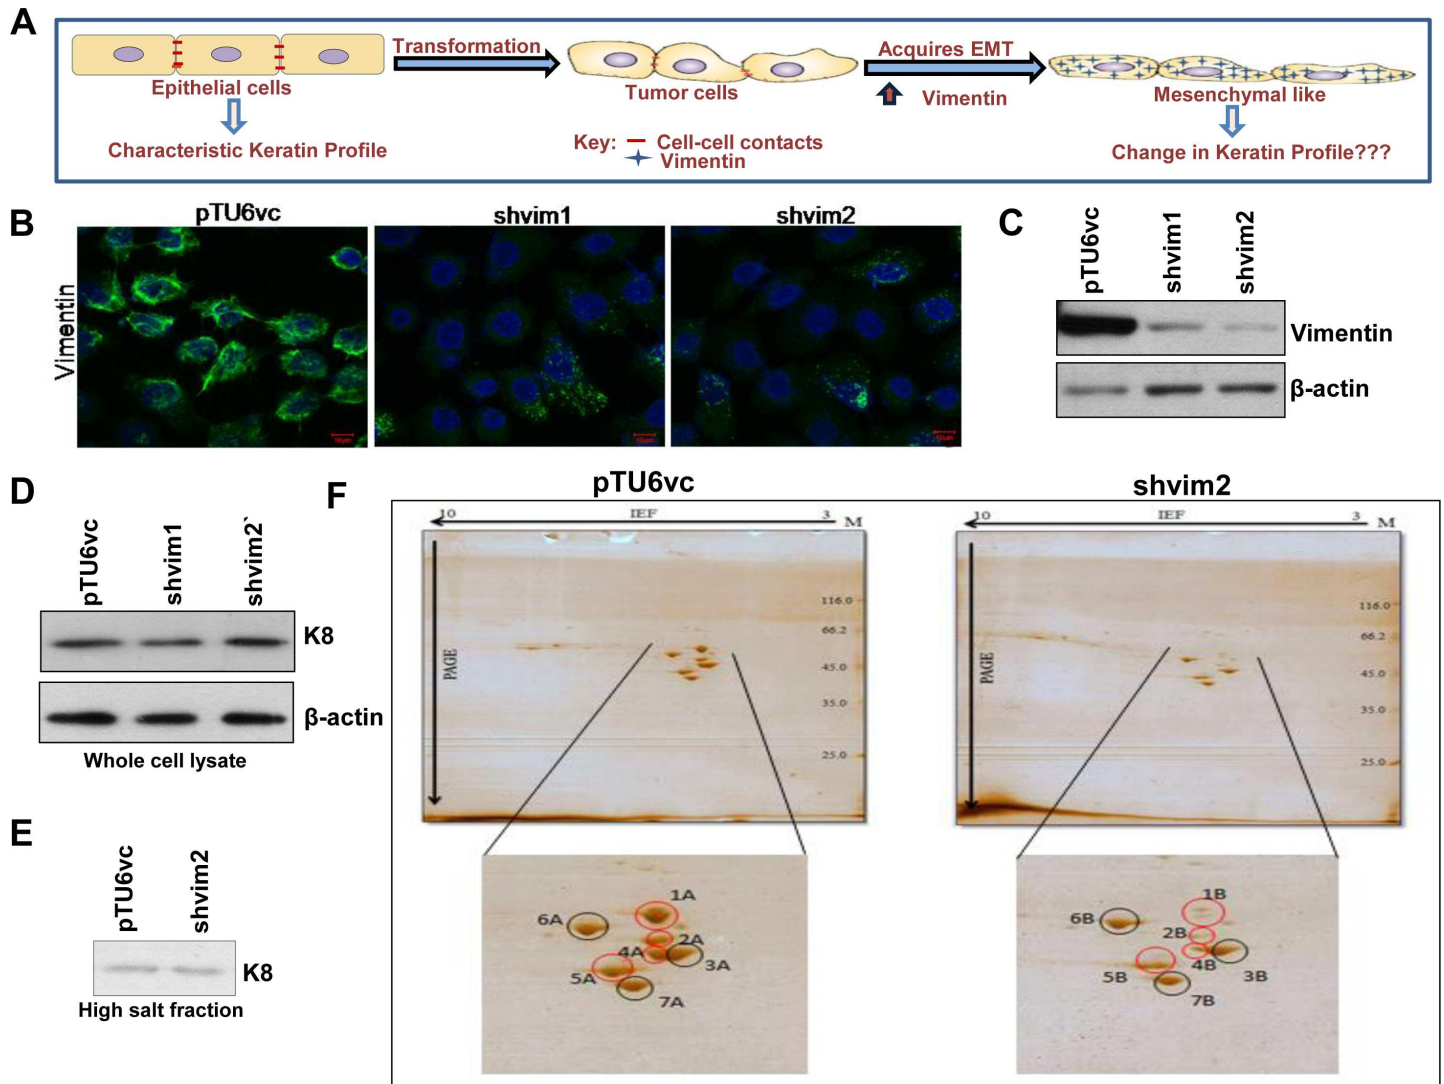 A
Transformation
Acquires EMT
Vimentin
Epithelial cells
Tumor cells
Mesenchymal like
Key:
Cell-cell contacts
Vimentin
Characteristic Keratin Profile
Change in Keratin Profile???
B
pTU6vc
shvim1
shvim2
Vimentin
10µm
10µm
10µm
C
pTU6vc
shvim1
shvim2
Vimentin
β-actin
D
pTU6vc
shvim1
shvim2`
K8
β-actin
Whole cell lysate
E
pTU6vc
shvim2
K8
High salt fraction
F
pTU6vc
10
IEF
3
M
PAGE
116.0
66.2
45.0
35.0
25.0
1A
6A
2A
4A
3A
5A
7A
shvim2
10
IEF
3
M
PAGE
116.0
66.2
45.0
35.0
25.0
1B
6B
2B
4B
3B
5B
7B